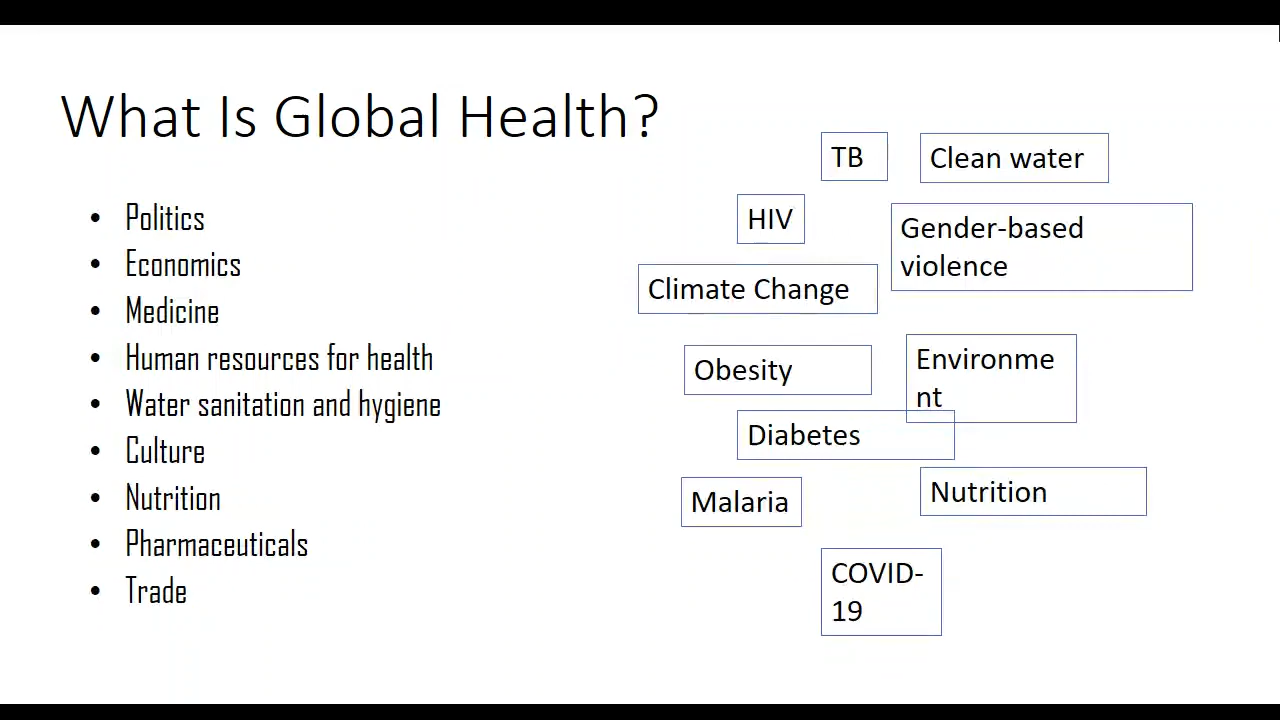 What Is Global Health?
• Politics
• Economics
• Medicine
• Human resources for health
• Water sanitation and hygiene
• Culture
• Nutrition
• Pharmaceuticals
• Trade
TB
Clean water
HIV
Gender-based
violence
Climate Change
Obesity
Environme
nt
Diabetes
Malaria
Nutrition
COVID-
19